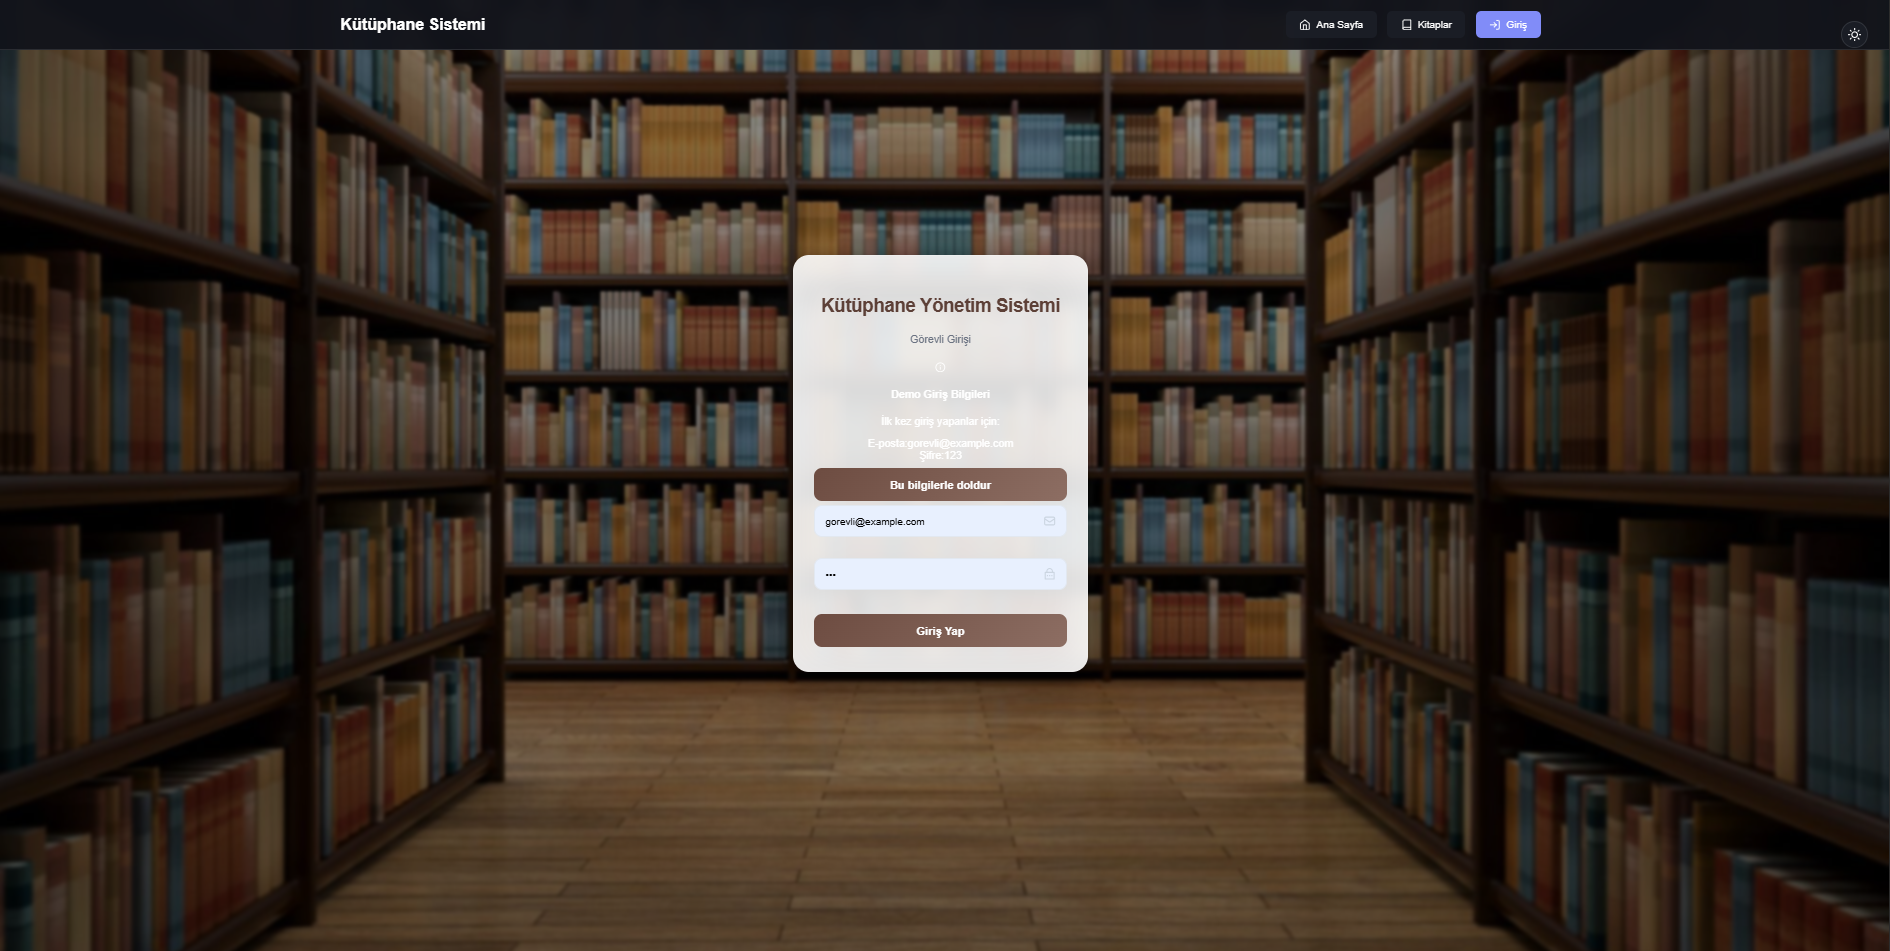 Kütüphane Sistemi
Ana Sayfa
Kitaplar
Giriş
Kütüphane Yönetim Sistemi
Görevli Girişi
Demo Giriş Bilgileri
İlk kez giriş yapanlar için:
E-posta:gorevli@example.com
Şifre:123
Bu bilgilerle doldur
gorevli@example.com
•••
Giriş Yap